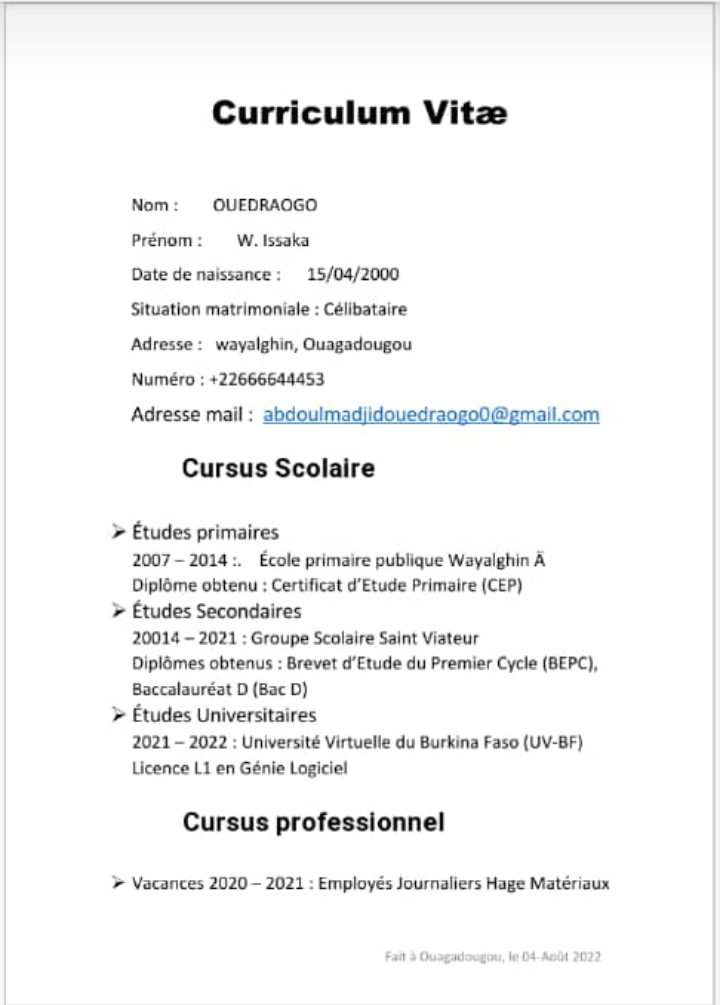 Curriculum Vitæ
Nom : OUEDRAOGO
Prénom : W. Issaka
Date de naissance : 15/04/2000
Situation matrimoniale : Célibataire
Adresse : wayalghin, Ouagadougou
Numéro : +22666644453
Adresse mail : abdoulmadjidouedraogo0@gmail.com
Cursus Scolaire
➢ Études primaires
2007 – 2014 :. École primaire publique Wayalghin Ã
Diplôme obtenu : Certificat d’Etude Primaire (CEP)
➢ Études Secondaires
20014 – 2021 : Groupe Scolaire Saint Viateur
Diplômes obtenus : Brevet d’Etude du Premier Cycle (BEPC),
Baccalauréat D (Bac D)
➢ Études Universitaires
2021 – 2022 : Université Virtuelle du Burkina Faso (UV-BF)
Licence L1 en Génie Logiciel
Cursus professionnel
➢ Vacances 2020 – 2021 : Employés Journaliers Hage Matériaux
Fait à Ouagadougou, le 04-Août 2022